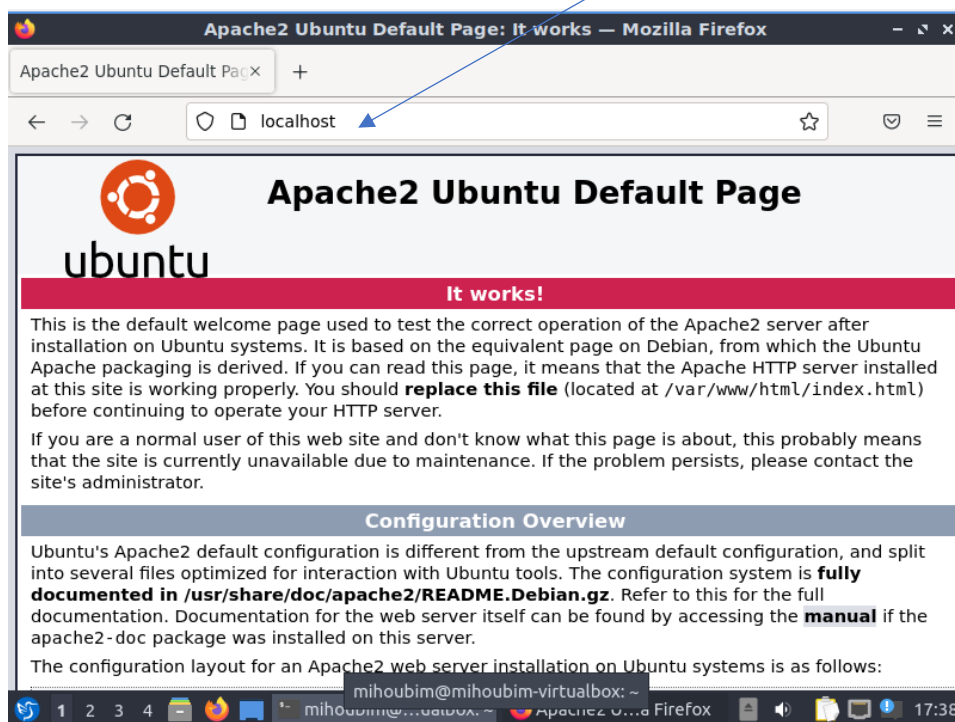 Apache2 Ubuntu Default Page: It works — Mozilla Firefox
Apache2 Ubuntu Default Pag
localhost
ubuntu
Apache2 Ubuntu Default Page
It works!
This is the default welcome page used to test the correct operation of the Apache2 server after
installation on Ubuntu systems. It is based on the equivalent page on Debian, from which the Ubuntu
Apache packaging is derived. If you can read this page, it means that the Apache HTTP server installed
at this site is working properly. You should replace this file (located at /var/www/html/index.html)
before continuing to operate your HTTP server.
If you are a normal user of this web site and don't know what this page is about, this probably means
that the site is currently unavailable due to maintenance. If the problem persists, please contact the
site's administrator.
Configuration Overview
Ubuntu's Apache2 default configuration is different from the upstream default configuration, and split
into several files optimized for interaction with Ubuntu tools. The configuration system is fully
documented in /usr/share/doc/apache2/README.Debian.gz. Refer to this for the full
documentation. Documentation for the web server itself can be found by accessing the manual if the
apache2-doc package was installed on this server.
The configuration layout for an Apache2 web server installation on Ubuntu systems is as follows:
mihoubim@mihoubim-virtualbox: ~
1 2 3 4 mihoubim@...ualbox: ~ Apache2 U...a Firefox 17:38